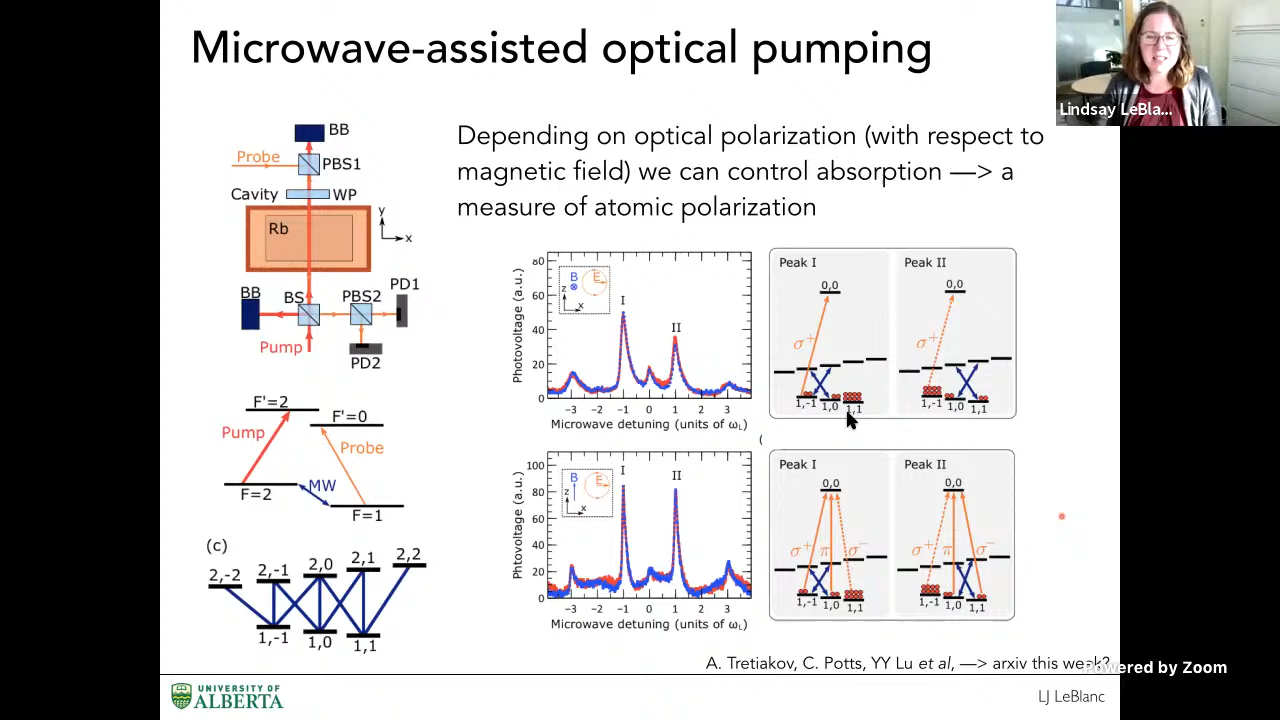 Microwave-assisted optical pumping
Lindsay LeBla...
Depending on optical polarization (with respect to
magnetic field) we can control absorption —> a
measure of atomic polarization
BB
Probe
PBS1
Cavity
WP
Rb
y
x
BB
BS
PBS2
PD1
Pump
PD2
F'=2
F'=0
Pump
Probe
MW
F=2
F=1
(c)
2,-2
2,-1
2,0
2,1
2,2
1,-1
1,0
1,1
Photovoltage (a.u.)
80
60
40
20
0
B
E
z
x
I
II
−3 −2 −1 0 1 2 3
Microwave detuning (units of ωL)
Peak I
0,0
σ+
1,-1
1,0
1,1
Peak II
0,0
σ+
1,-1
1,0
1,1
(
Phtovoltage (a.u.)
100
80
60
40
20
0
B
E
z
x
I
II
−3 −2 −1 0 1 2 3
Microwave detuning (units of ωL)
Peak I
0,0
σ+ π σ−
1,-1
1,0
1,1
Peak II
0,0
σ+ π σ−
1,-1
1,0
1,1
A. Tretiakov, C. Potts, YY Lu et al, —> arxiv this week?
Powered by Zoom
UNIVERSITY OF
ALBERTA
LJ LeBlanc